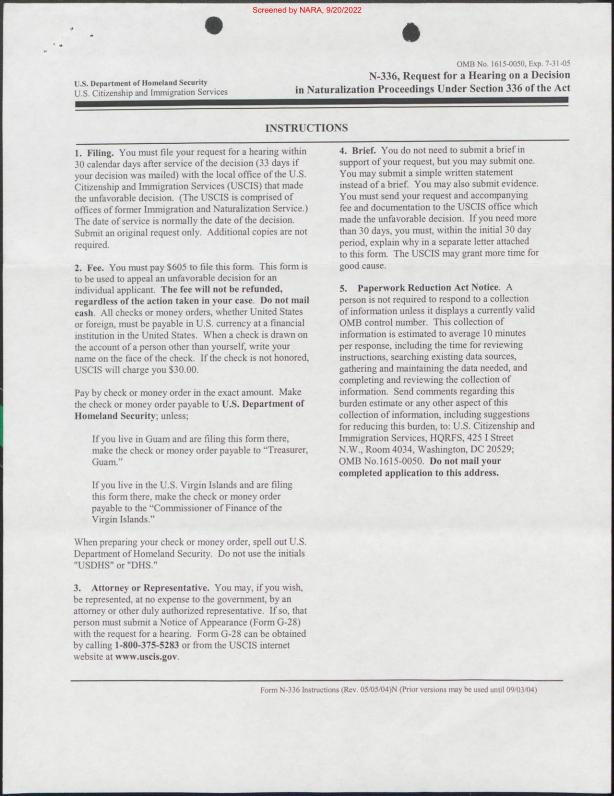 Screened by NARA, 9/20/2022
OMB No. 1615-0050, Exp. 7-31-05
U.S. Department of Homeland Security
U.S. Citizenship and Immigration Services
N-336, Request for a Hearing on a Decision
in Naturalization Proceedings Under Section 336 of the Act
INSTRUCTIONS
1. Filing. You must file your request for a hearing within
30 calendar days after service of the decision (33 days if
your decision was mailed) with the local office of the U.S.
Citizenship and Immigration Services (USCIS) that made
the unfavorable decision. (The USCIS is comprised of
offices of former Immigration and Naturalization Service.)
The date of service is normally the date of the decision.
Submit an original request only. Additional copies are not
required.
2. Fee. You must pay $605 to file this form. This form is
to be used to appeal an unfavorable decision for an
individual applicant. The fee will not be refunded,
regardless of the action taken in your case. Do not mail
cash. All checks or money orders, whether United States
or foreign, must be payable in U.S. currency at a financial
institution in the United States. When a check is drawn on
the account of a person other than yourself, write your
name on the face of the check. If the check is not honored,
USCIS will charge you $30.00.
Pay by check or money order in the exact amount. Make
the check or money order payable to U.S. Department of
Homeland Security; unless;
If you live in Guam and are filing this form there,
make the check or money order payable to "Treasurer,
Guam."
If you live in the U.S. Virgin Islands and are filing
this form there, make the check or money order
payable to the "Commissioner of Finance of the
Virgin Islands."
When preparing your check or money order, spell out U.S.
Department of Homeland Security. Do not use the initials
"USDHS" or "DHS."
3. Attorney or Representative. You may, if you wish,
be represented, at no expense to the government, by an
attorney or other duly authorized representative. If so, that
person must submit a Notice of Appearance (Form G-28)
with the request for a hearing. Form G-28 can be obtained
by calling 1-800-375-5283 or from the USCIS internet
website at www.uscis.gov.
4. Brief. You do not need to submit a brief in
support of your request, but you may submit one.
You may submit a simple written statement
instead of a brief. You may also submit evidence.
You must send your request and accompanying
fee and documentation to the USCIS office which
made the unfavorable decision. If you need more
than 30 days, you must, within the initial 30 day
period, explain why in a separate letter attached
to this form. The USCIS may grant more time for
good cause.
5. Paperwork Reduction Act Notice. A
person is not required to respond to a collection
of information unless it displays a currently valid
OMB control number. This collection of
information is estimated to average 10 minutes
per response, including the time for reviewing
instructions, searching existing data sources,
gathering and maintaining the data needed, and
completing and reviewing the collection of
information. Send comments regarding this
burden estimate or any other aspect of this
collection of information, including suggestions
for reducing this burden, to: U.S. Citizenship and
Immigration Services, HQRFS, 425 I Street
N.W., Room 4034, Washington, DC 20529;
OMB No.1615-0050. Do not mail your
completed application to this address.
Form N-336 Instructions (Rev. 05/05/04)N (Prior versions may be used until 09/03/04)